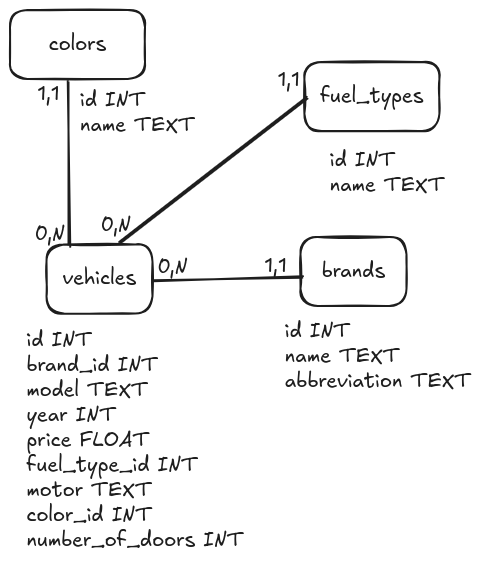 colors
1,1
id INT
name TEXT
1,1
fuel_types
id INT
name TEXT
0,N
0,N
vehicles
0,N
1,1
brands
id INT
name TEXT
abbreviation TEXT
id INT
brand_id INT
model TEXT
year INT
price FLOAT
fuel_type_id INT
motor TEXT
color_id INT
number_of_doors INT